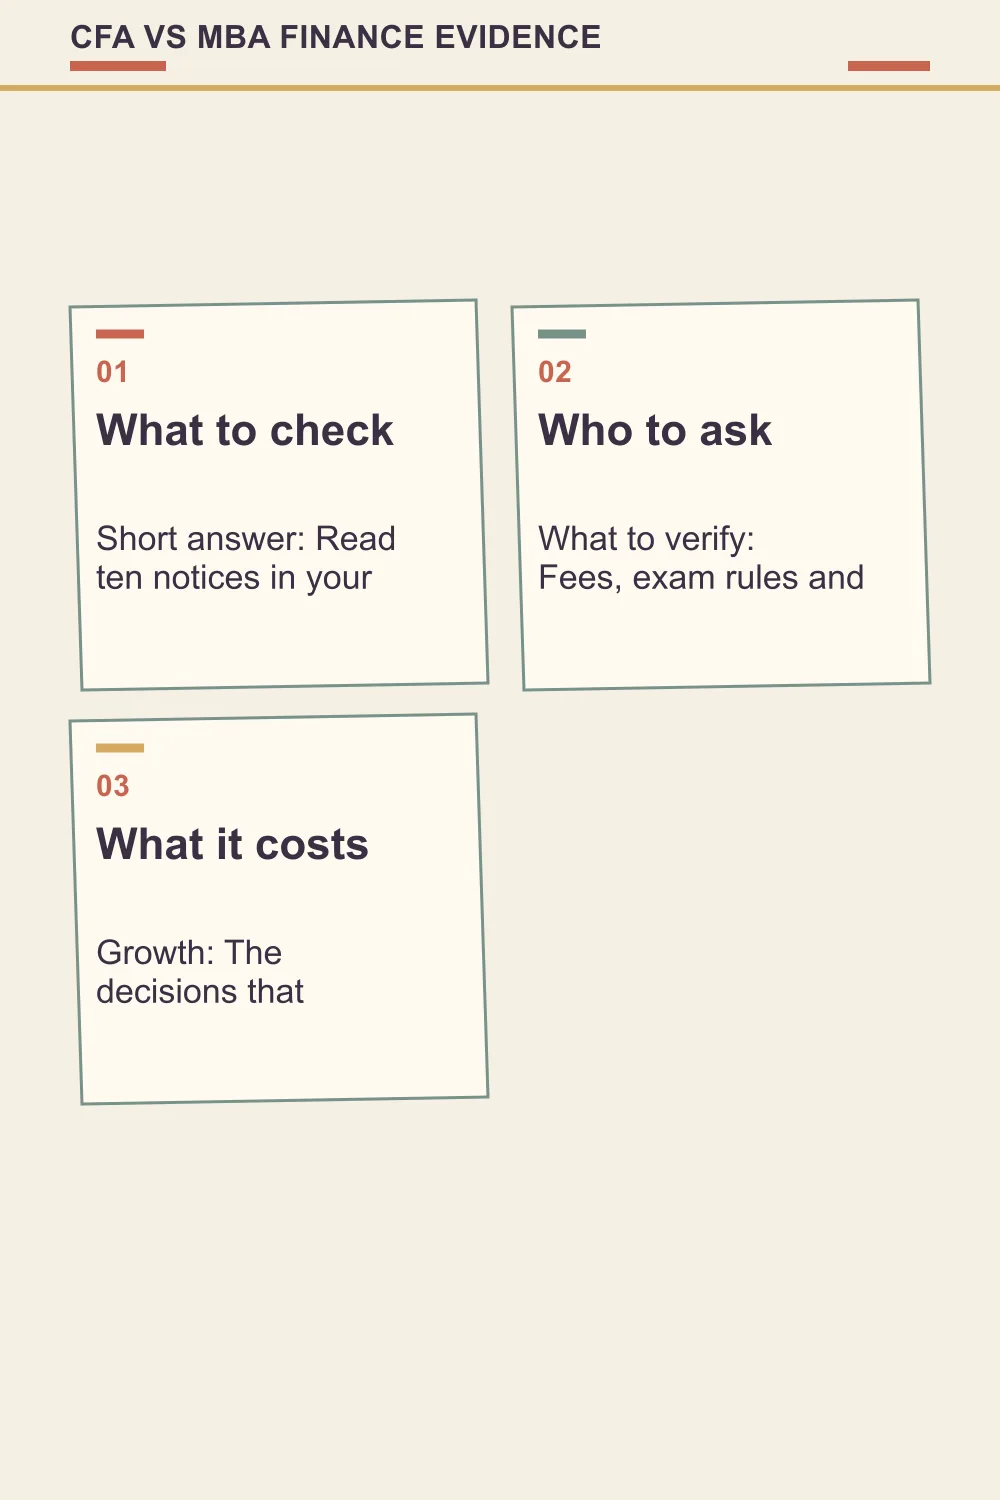 CFA VS MBA FINANCE EVIDENCE
01
What to check
Short answer: Read
ten notices in your
02
Who to ask
What to verify:
Fees, exam rules and
03
What it costs
Growth: The
decisions that